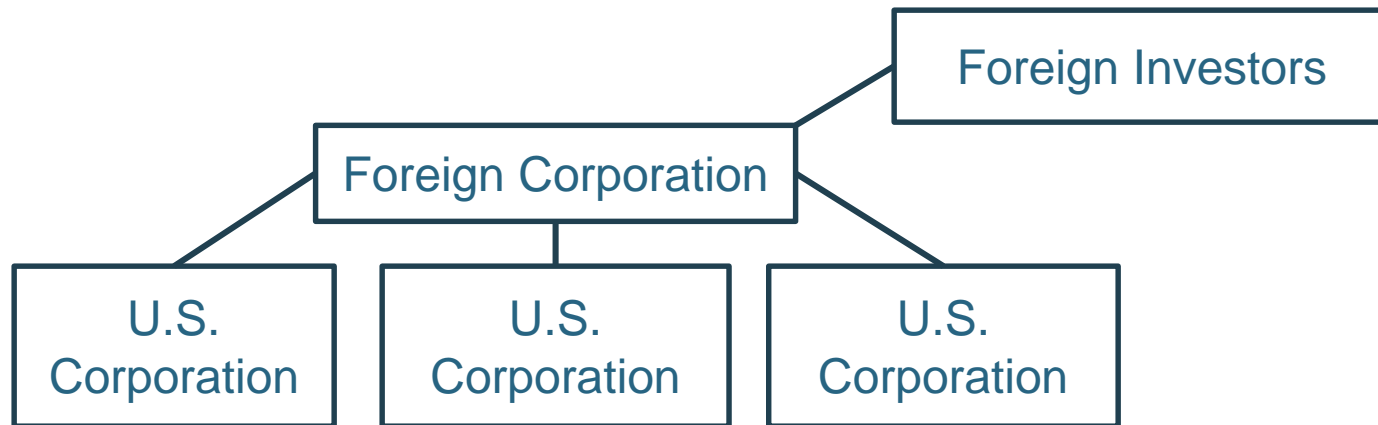 Foreign Investors
Foreign Corporation
U.S.
Corporation
U.S.
Corporation
U.S.
Corporation